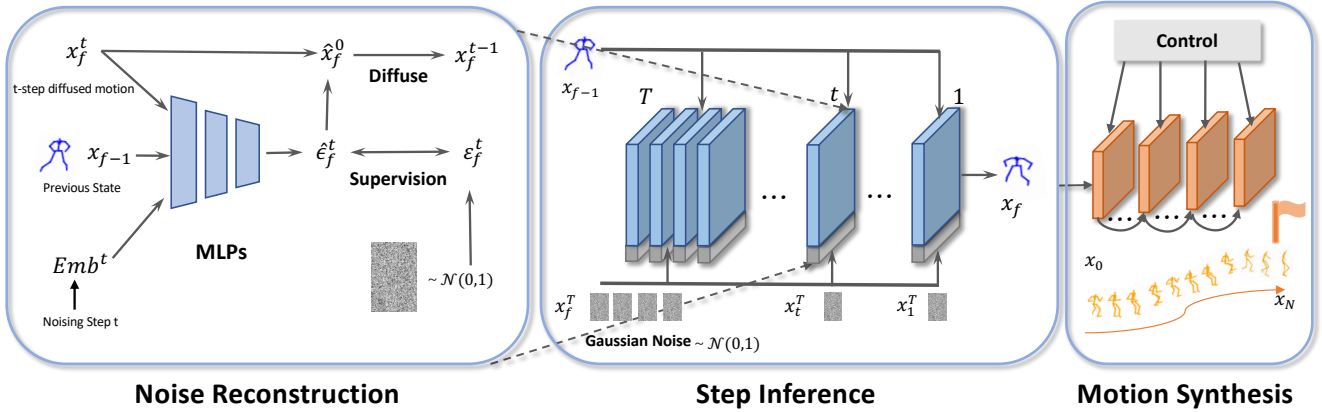 x_f^t
x̂_f^0
x_f^{t-1}
Diffuse
t-step diffused motion
x_{f-1}
Previous State
ϵ̂_f^t
ε_f^t
Supervision
MLPs
Emb^t
Noising Step t
~ 𝒩(0,1)
Noise Reconstruction
x_{f-1}
T
t
1
...
...
x_f
x_f^T
x_t^T
x_1^T
Gaussian Noise ~ 𝒩(0,1)
Step Inference
Control
...
...
...
x_0
x_N
Motion Synthesis